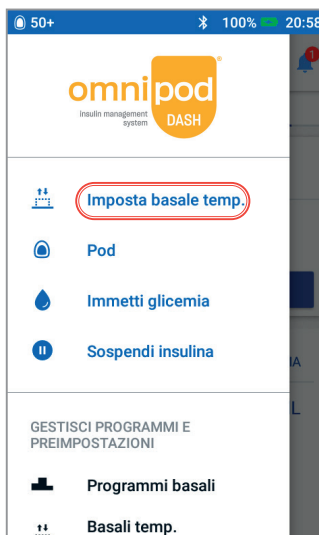 50+ 100% 20:58
1
omnipod®
insulin management
system
DASH
Imposta basale temp.
Pod
Immetti glicemia
Sospendi insulina
IA
L
GESTISCI PROGRAMMI E
PREIMPOSTAZIONI
Programmi basali
Basali temp.